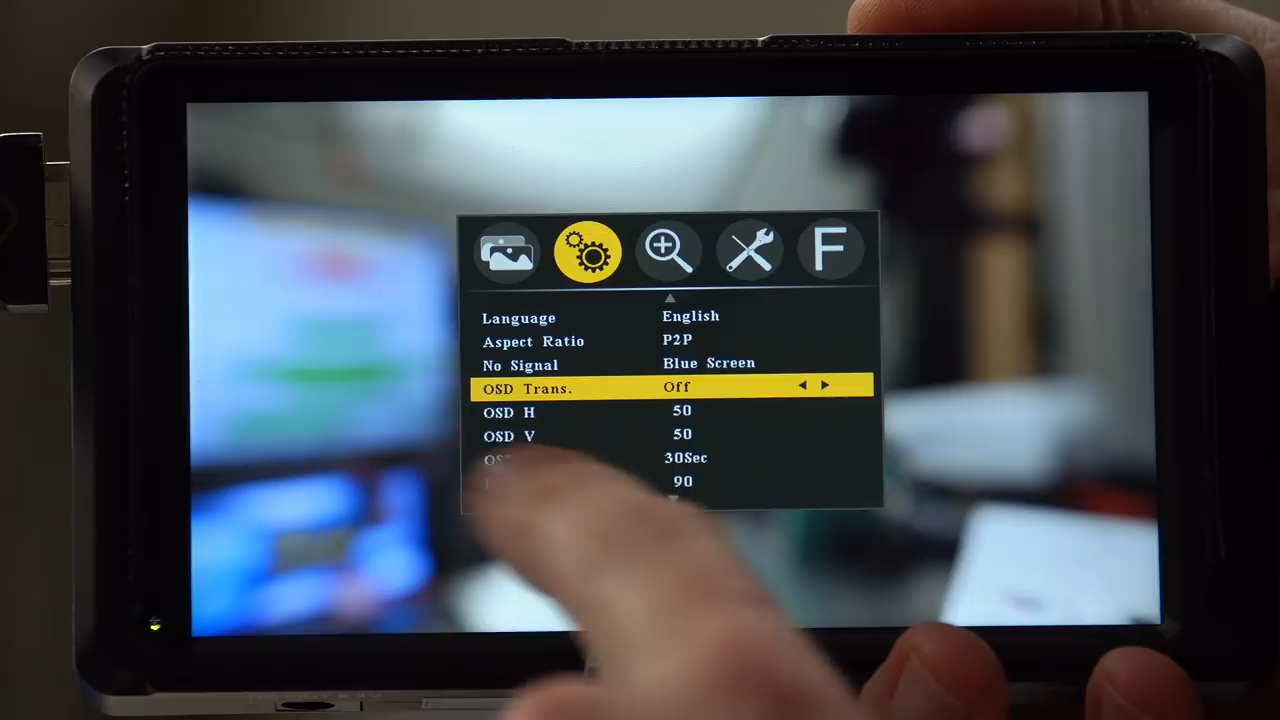 F
Language English
Aspect Ratio P2P
No Signal Blue Screen
OSD Trans. Off
OSD H 50
OSD V 50
30Sec
90